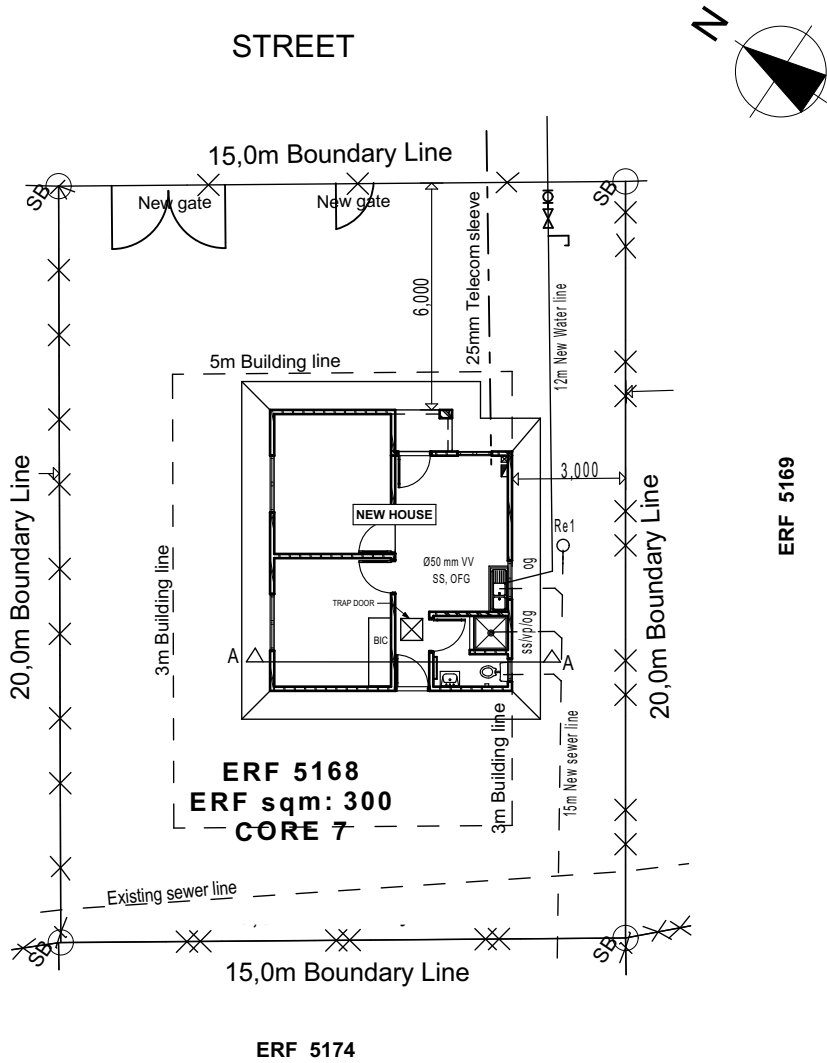 N
STREET
15,0m Boundary Line
SB
SB
New gate
New gate
25mm Telecom sleeve
6,000
12m New Water line
5m Building line
20,0m Boundary Line
3m Building line
NEW HOUSE
3,000
Re1
ERF 5169
Ø50 mm VV
SS, OFG
og
TRAP DOOR
BIC
ss/vp/og
20,0m Boundary Line
A
A
3m Building line
15m New sewer line
ERF 5168
ERF sqm: 300
CORE 7
Existing sewer line
SB
SB
15,0m Boundary Line
ERF 5174